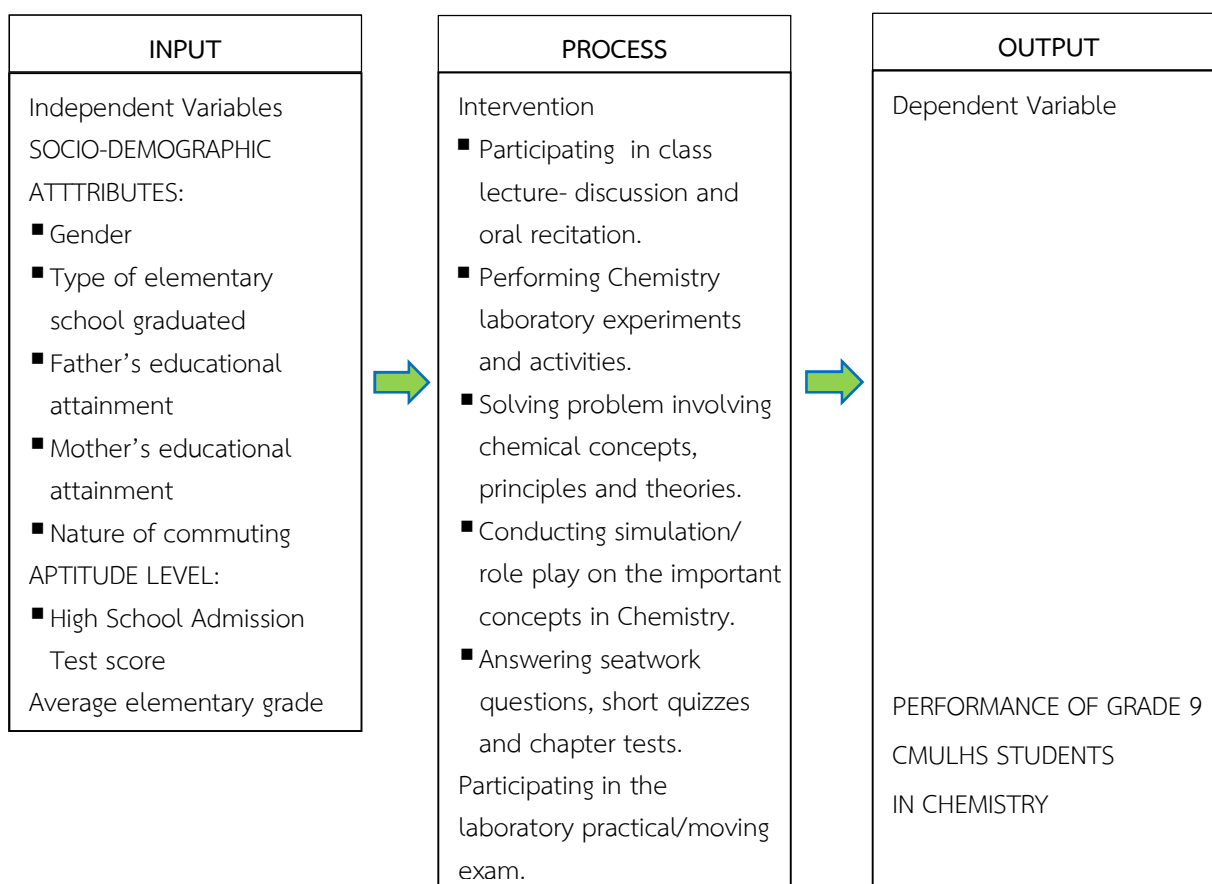 INPUT
Independent Variables
SOCIO-DEMOGRAPHIC
ATTTRIBUTES:
▪ Gender
▪ Type of elementary
school graduated
▪ Father's educational
attainment
▪ Mother's educational
attainment
▪ Nature of commuting
APTITUDE LEVEL:
▪ High School Admission
Test score
Average elementary grade
PROCESS
Intervention
▪ Participating in class
lecture- discussion and
oral recitation.
▪ Performing Chemistry
laboratory experiments
and activities.
▪ Solving problem involving
chemical concepts,
principles and theories.
▪ Conducting simulation/
role play on the important
concepts in Chemistry.
▪ Answering seatwork
questions, short quizzes
and chapter tests.
Participating in the
laboratory practical/moving
exam.
OUTPUT
Dependent Variable
PERFORMANCE OF GRADE 9
CMULHS STUDENTS
IN CHEMISTRY